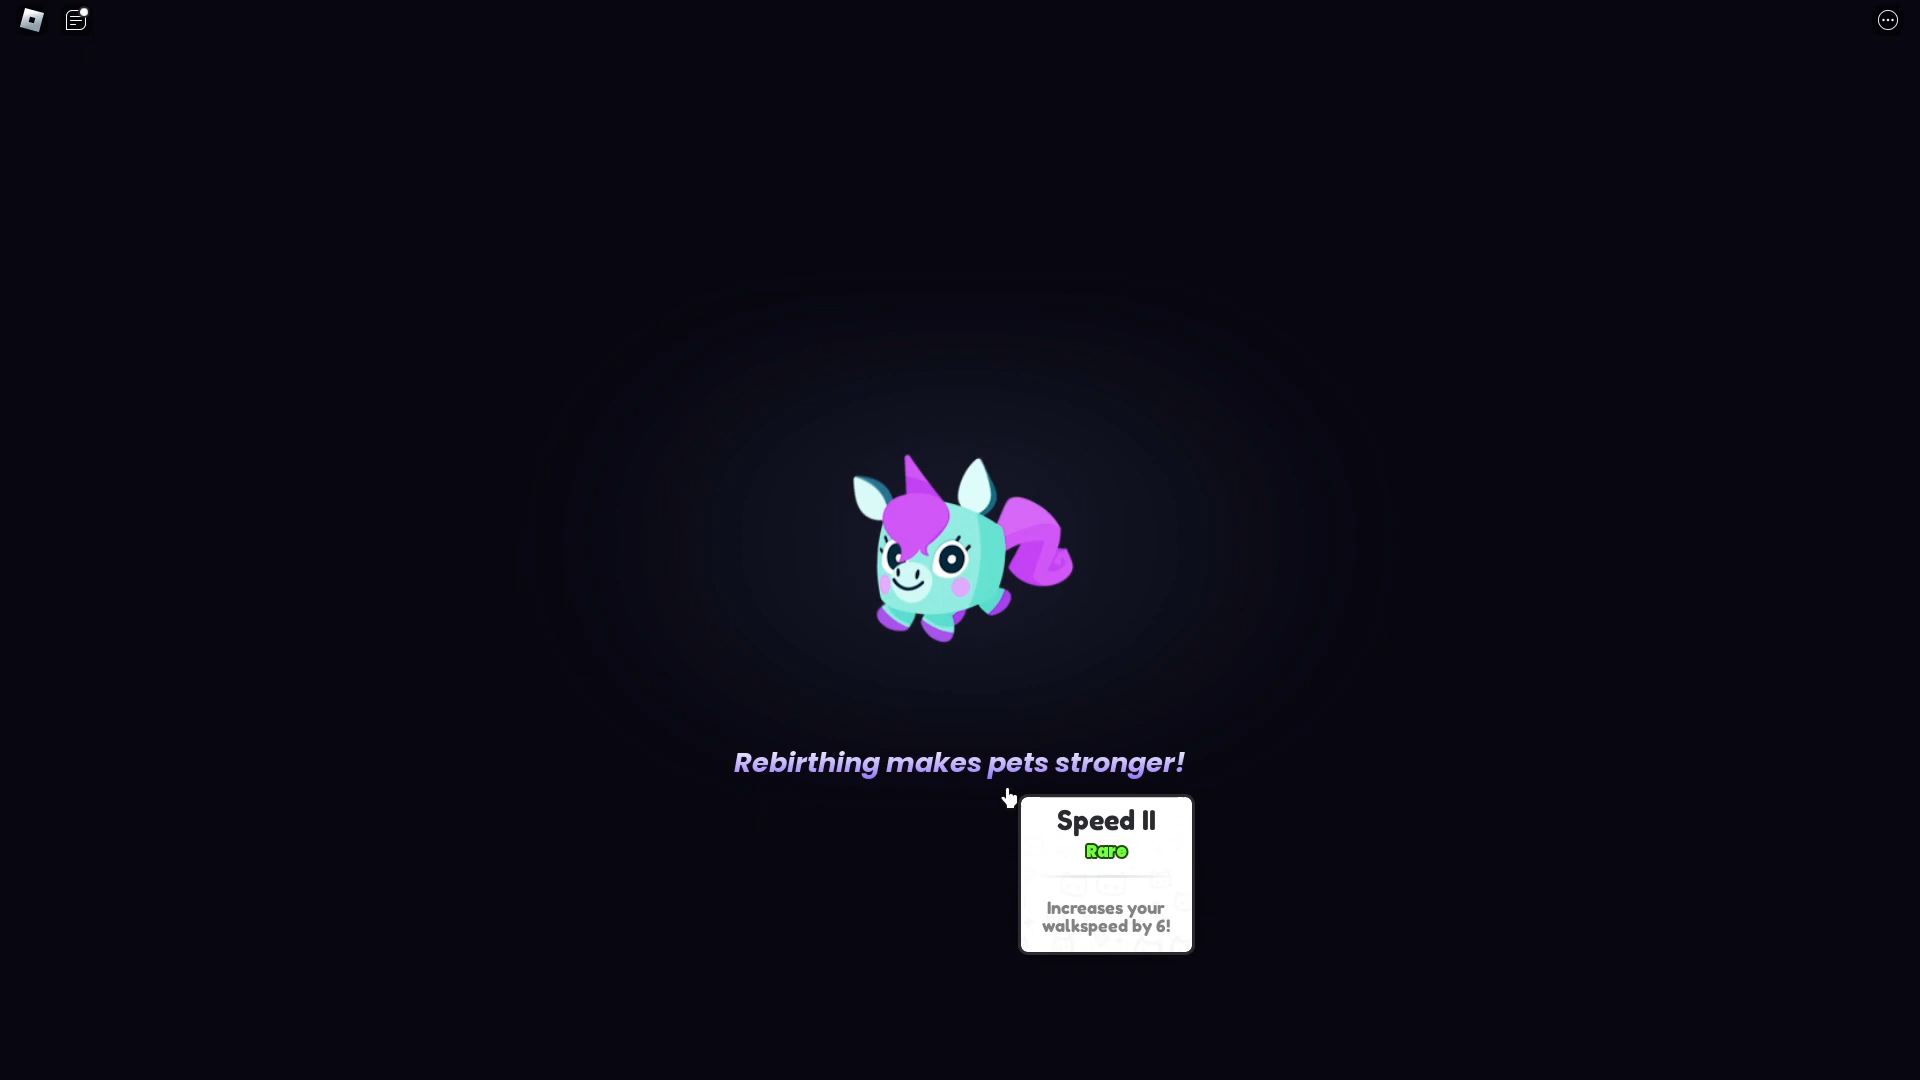 Rebirthing makes pets stronger!
Speed II
Rare
Increases your
walkspeed by 6!